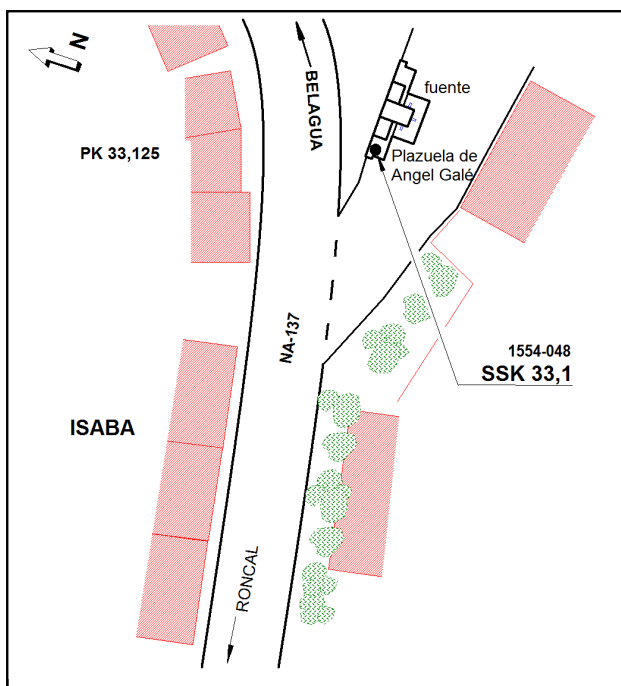 N
BELAGUA
fuente
PK 33,125
Plazuela de
Angel Galé
NA-137
1554-048
SSK 33,1
ISABA
RONCAL